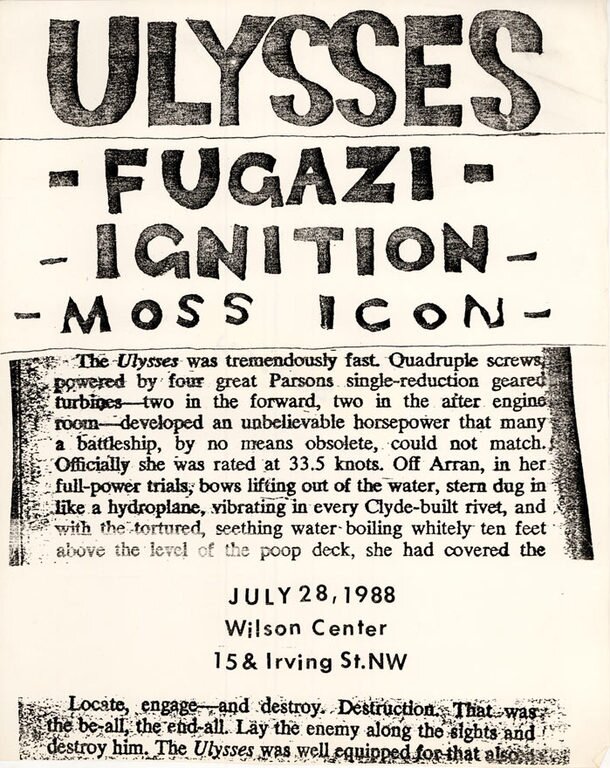 ULYSSES
- FUGAZI -
- IGNITION -
- MOSS ICON -
The Ulysses was tremendously fast. Quadruple screws,
powered by four great Parsons single-reduction geared
turbines—two in the forward, two in the after engine
room—developed an unbelievable horsepower that many
a battleship, by no means obsolete, could not match.
Officially she was rated at 33.5 knots. Off Arran, in her
full-power trials, bows lifting out of the water, stern dug in
like a hydroplane, vibrating in every Clyde-built rivet, and
with the tortured, seething water boiling whitely ten feet
above the level of the poop deck, she had covered the
JULY 28, 1988
Wilson Center
15 & Irving St. NW
Locate, engage—and destroy. Destruction. That was
the be-all, the end-all. Lay the enemy along the sights and
destroy him. The Ulysses was well equipped for that also.